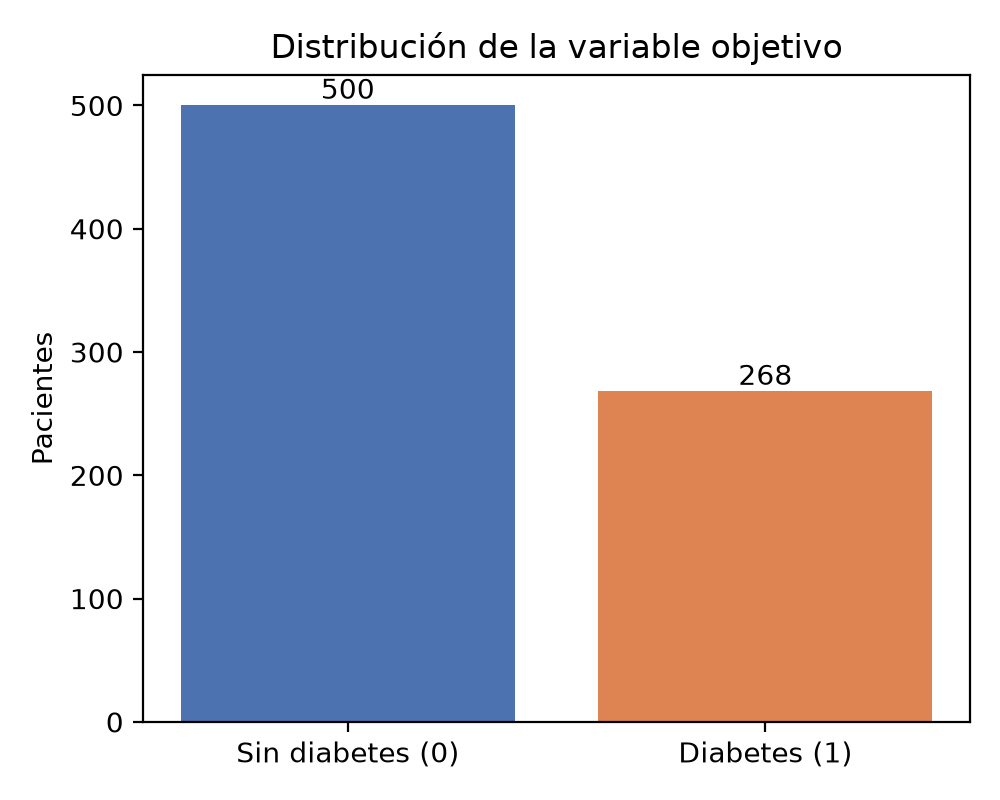 Distribución de la variable objetivo
500
268
Pacientes
500
400
300
200
100
0
Sin diabetes (0)
Diabetes (1)